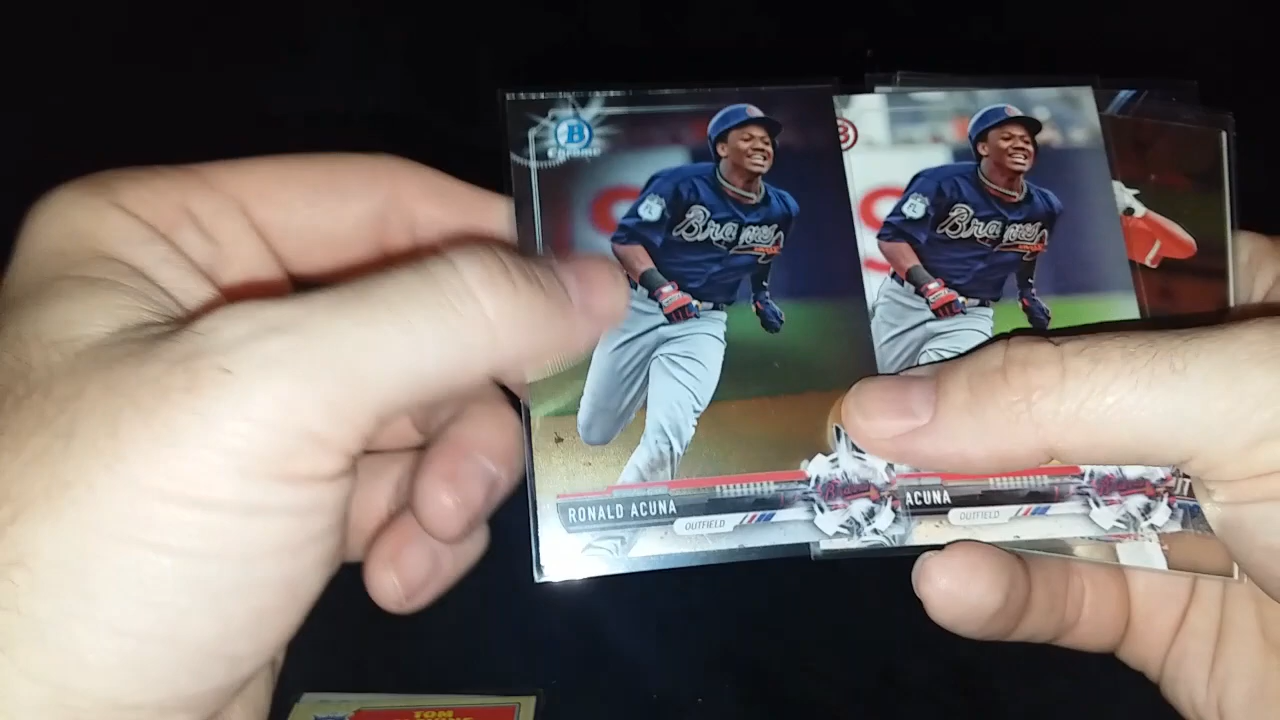 B
Chrome
Braves
RONALD ACUNA
OUTFIELD
B
Braves
ACUNA
OUTFIELD
TOM